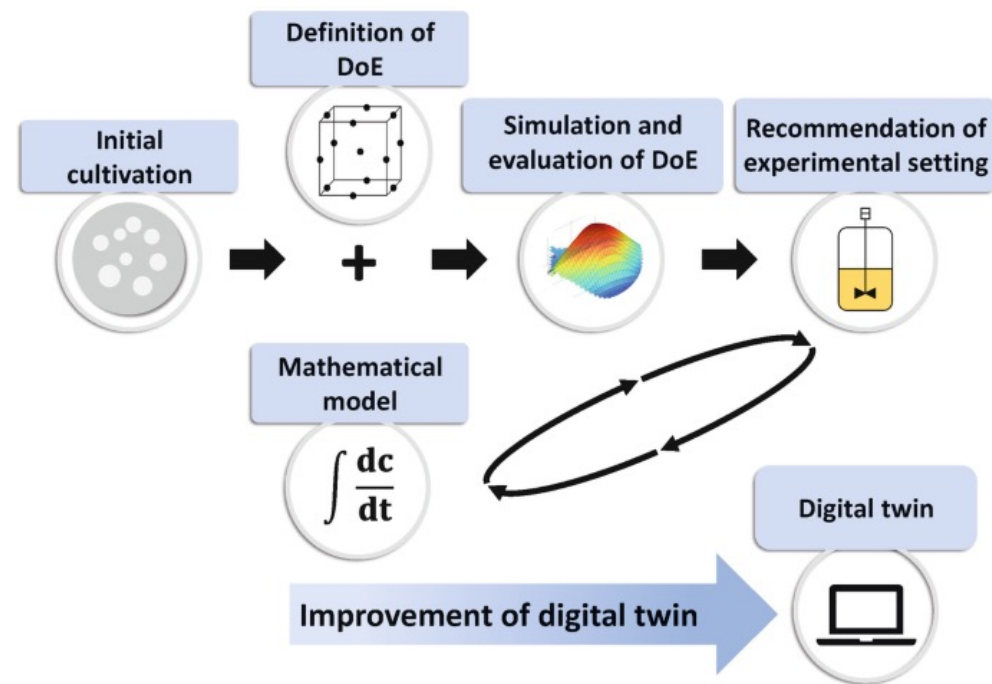 Definition of
DoE
Initial
cultivation
Simulation and
evaluation of DoE
Recommendation of
experimental setting
+
Mathematical
model
∫ dc/dt
Digital twin
Improvement of digital twin